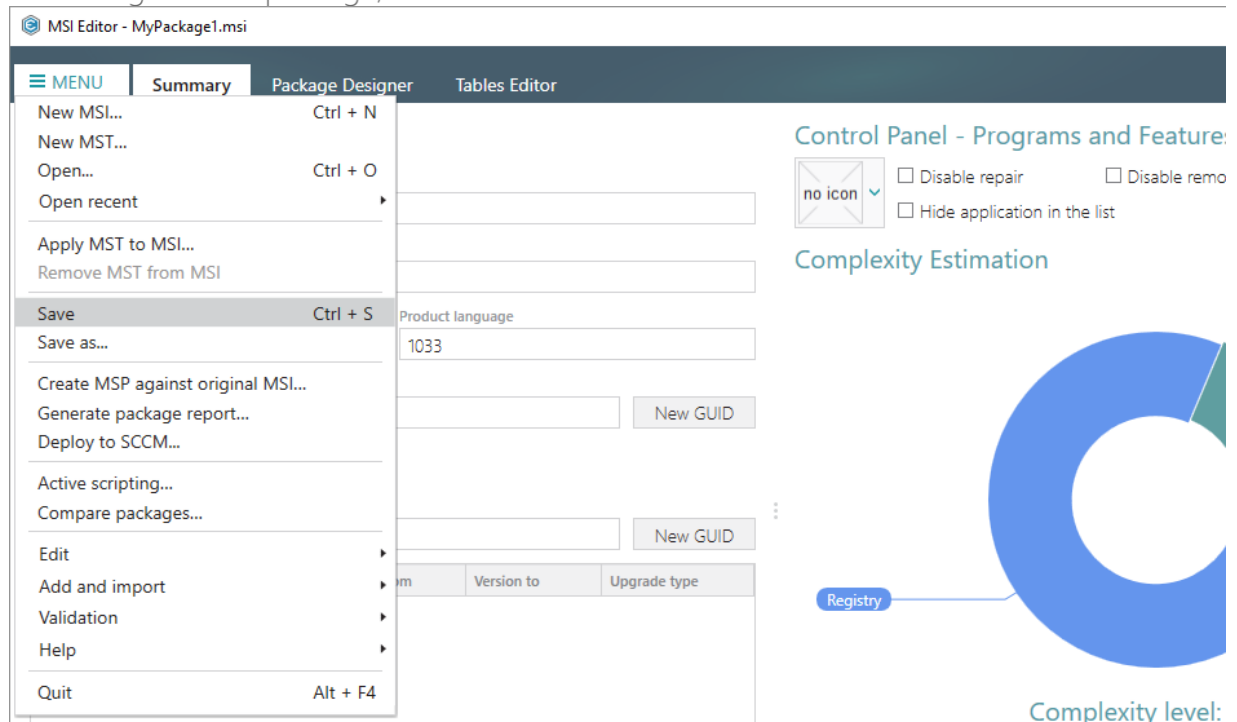 MSI Editor - MyPackage1.msi
MENU Summary Package Designer Tables Editor
New MSI... Ctrl + N
New MST...
Open... Ctrl + O
Open recent
Apply MST to MSI...
Remove MST from MSI
Save Ctrl + S
Save as...
Create MSP against original MSI...
Generate package report...
Deploy to SCCM...
Active scripting...
Compare packages...
Edit
Add and import
Validation
Help
Quit Alt + F4
Product language
1033
New GUID
New GUID
om Version to Upgrade type
Control Panel - Programs and Features
no icon
Disable repair Disable remo
Hide application in the list
Complexity Estimation
Registry
Complexity level: